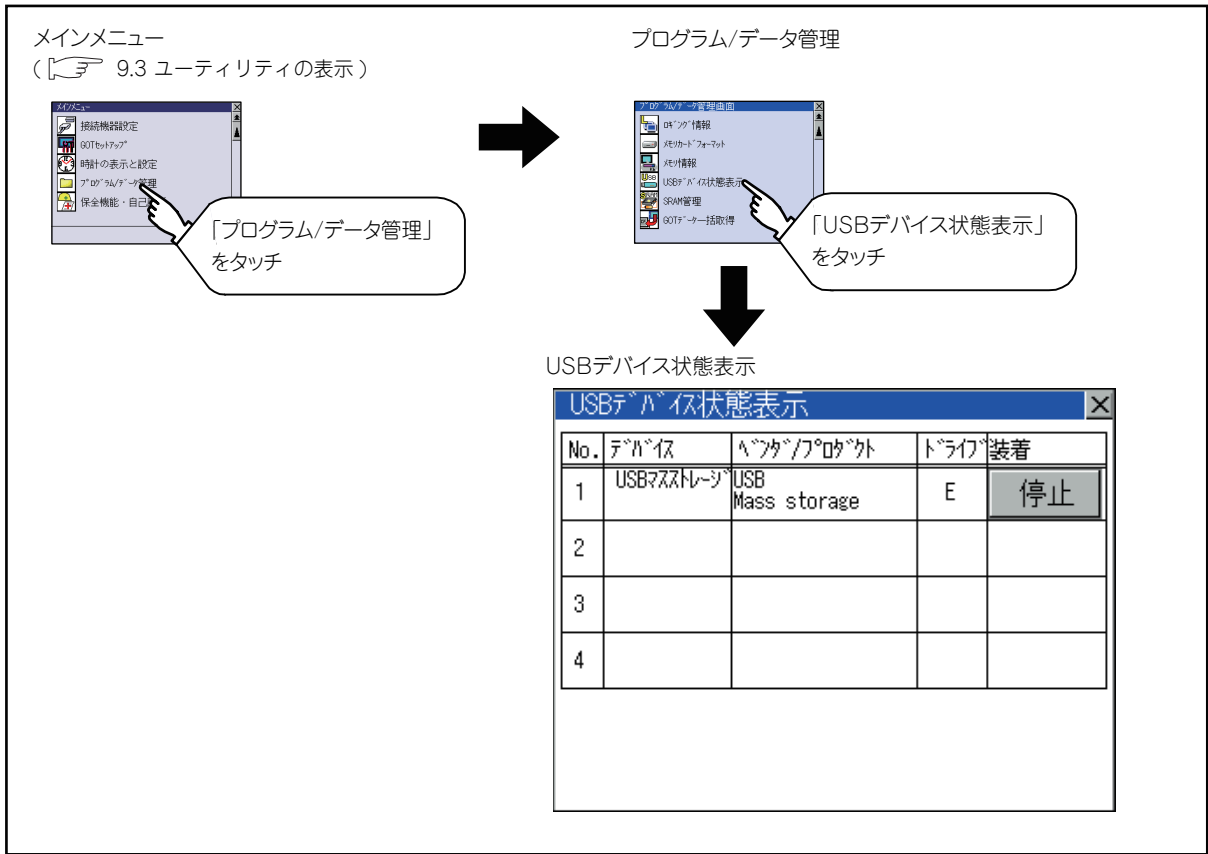 メインメニュー
( 9.3 ユーティリティの表示 )
メインメニュー
接続機器設定
GOTセットアップ
時計の表示と設定
プログラム/データ管理
保全機能・自己
「プログラム/データ管理」
をタッチ
プログラム/データ管理
プログラム/データ管理画面
ロギング情報
メモリカードフォーマット
メモリ情報
USBデバイス状態表示
SRAM管理
GOTデータ一括取得
「USBデバイス状態表示」
をタッチ
USBデバイス状態表示
USBデバイス状態表示
No. デバイス ベンダ/プロダクト ドライブ 装着
1 USBマスストレージ USB E 停止
Mass storage
2
3
4